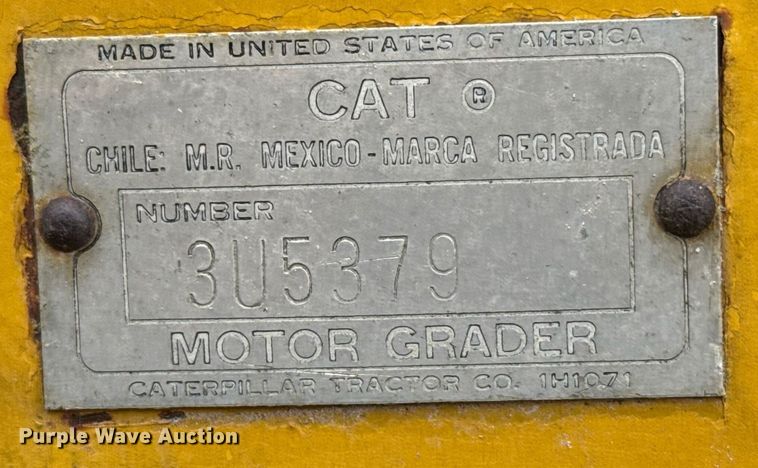 MADE IN UNITED STATES OF AMERICA
CAT ®
CHILE: M.R. MEXICO-MARCA REGISTRADA
NUMBER
3U5379
MOTOR GRADER
CATERPILLAR TRACTOR CO. 1H1071
Purple Wave Auction